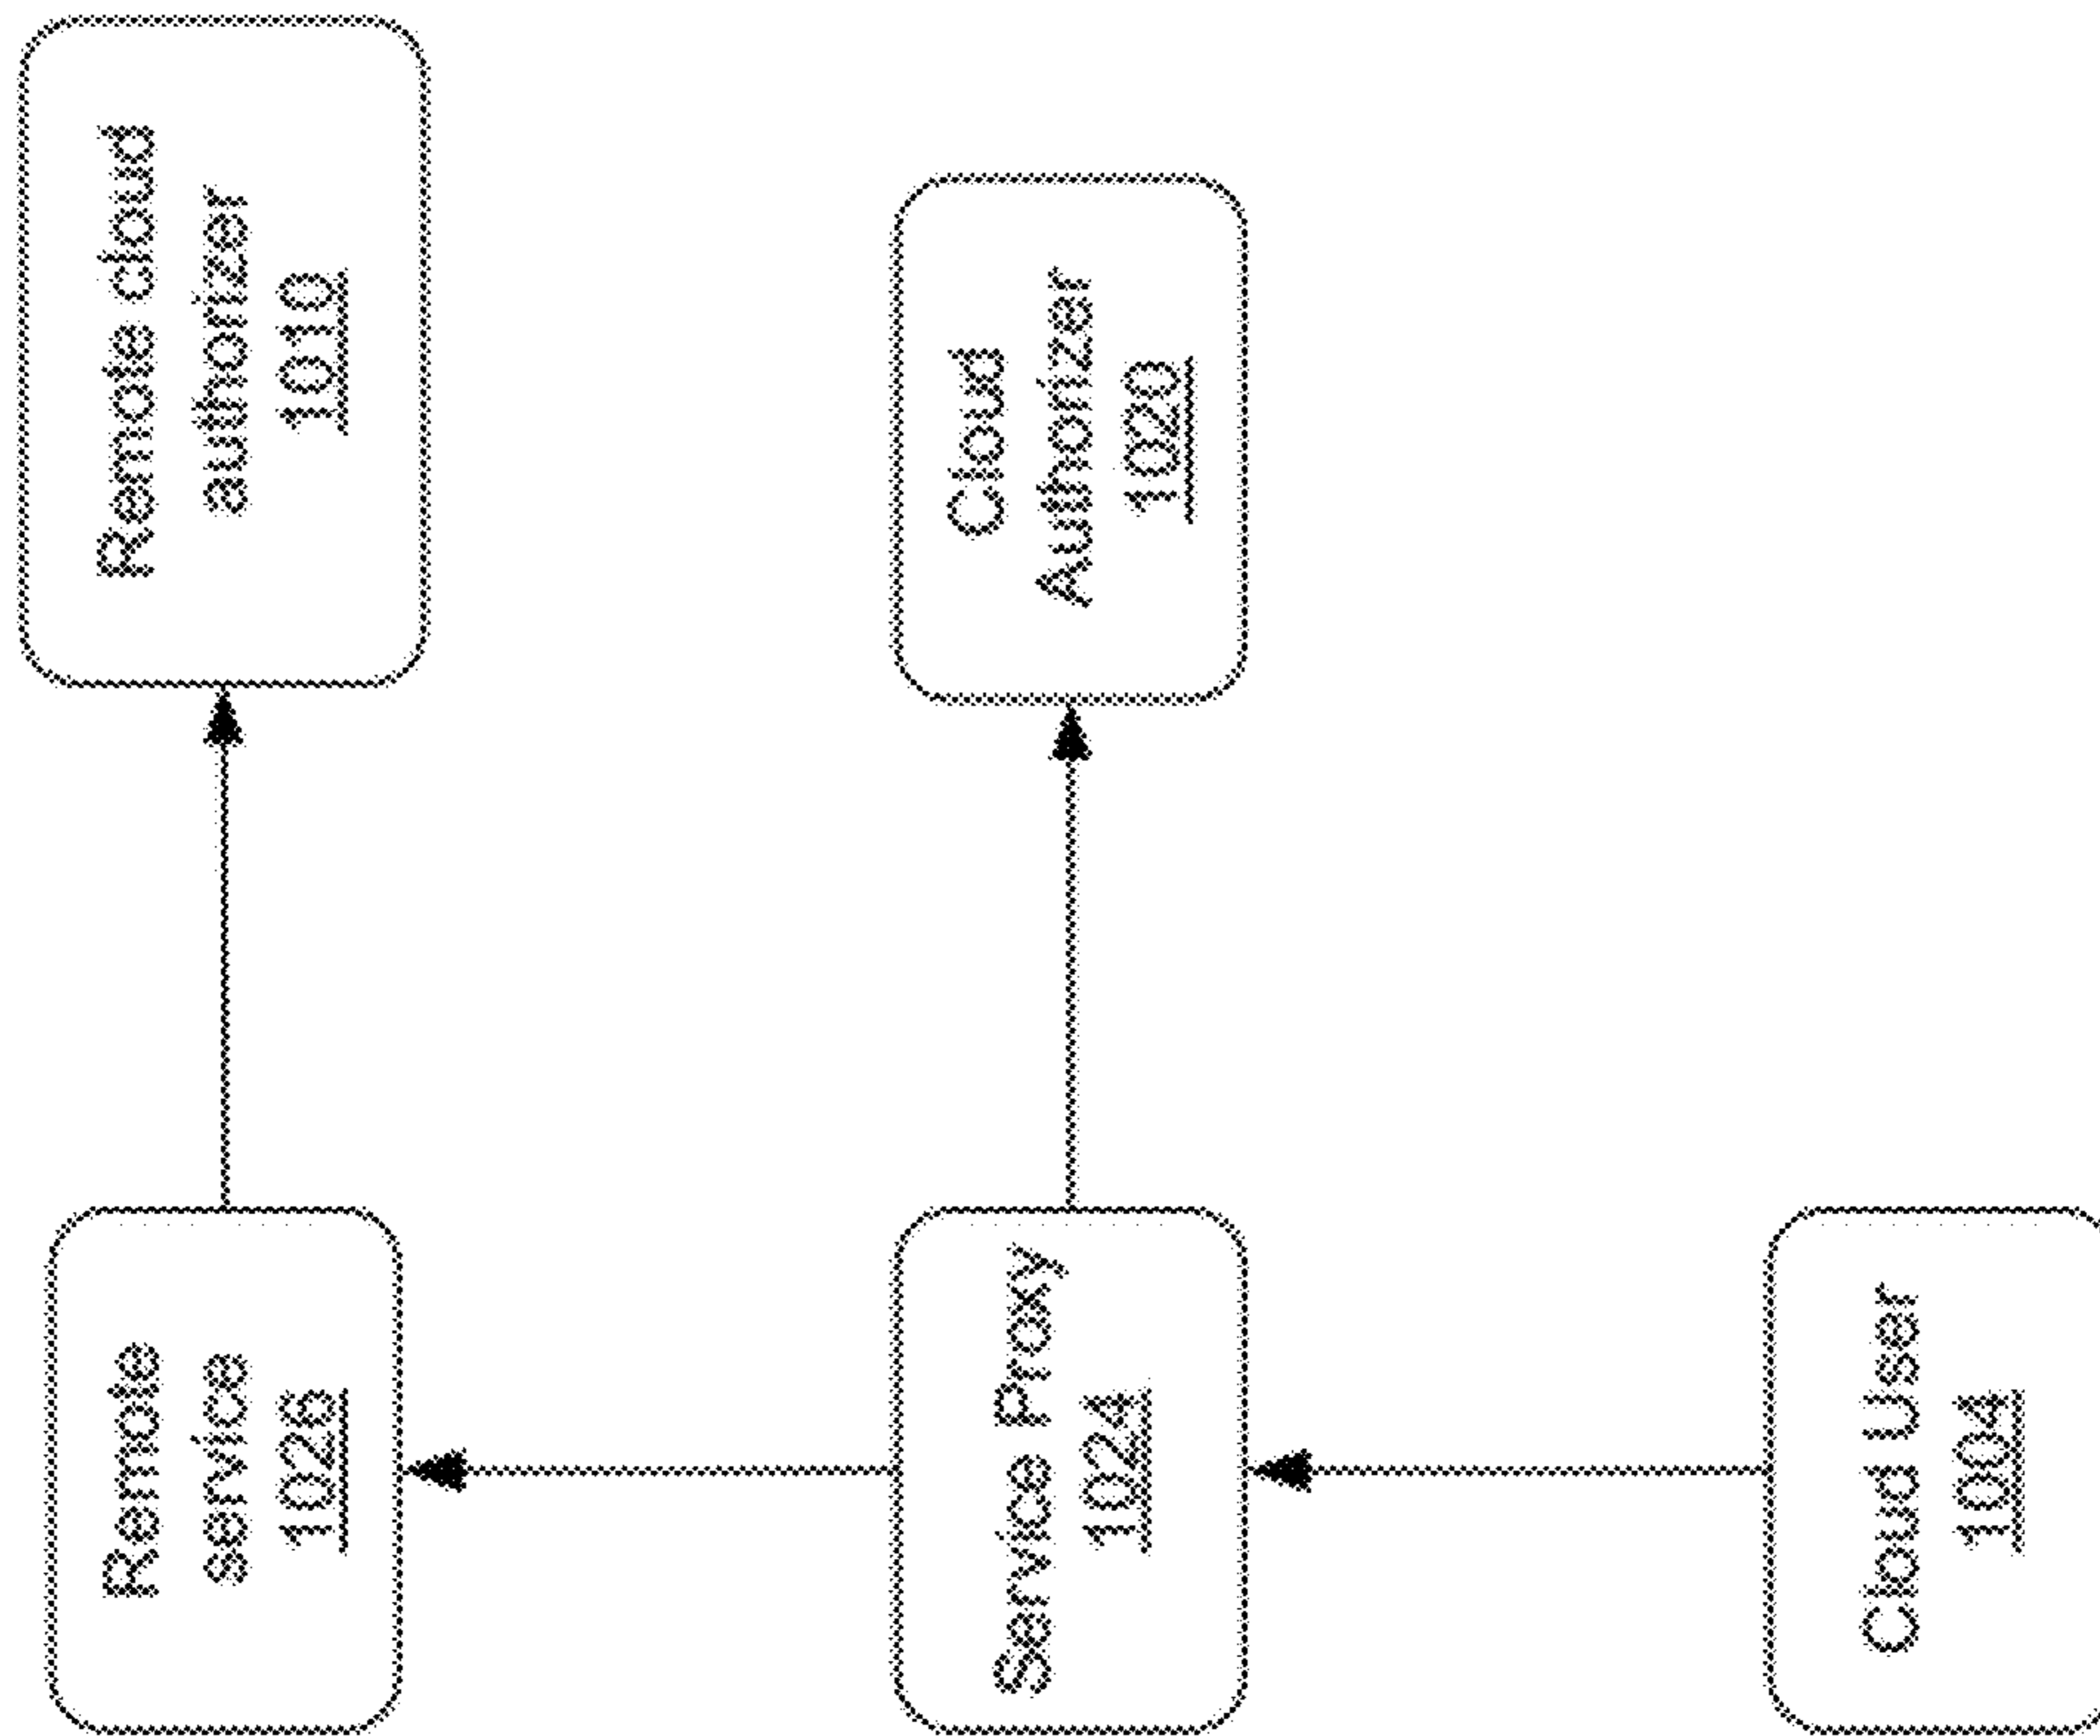 Remote
service
1026
Remote cloud
authorizer
1010
Service Proxy
1024
Cloud
Authorizer
1020
Cloud User
1004